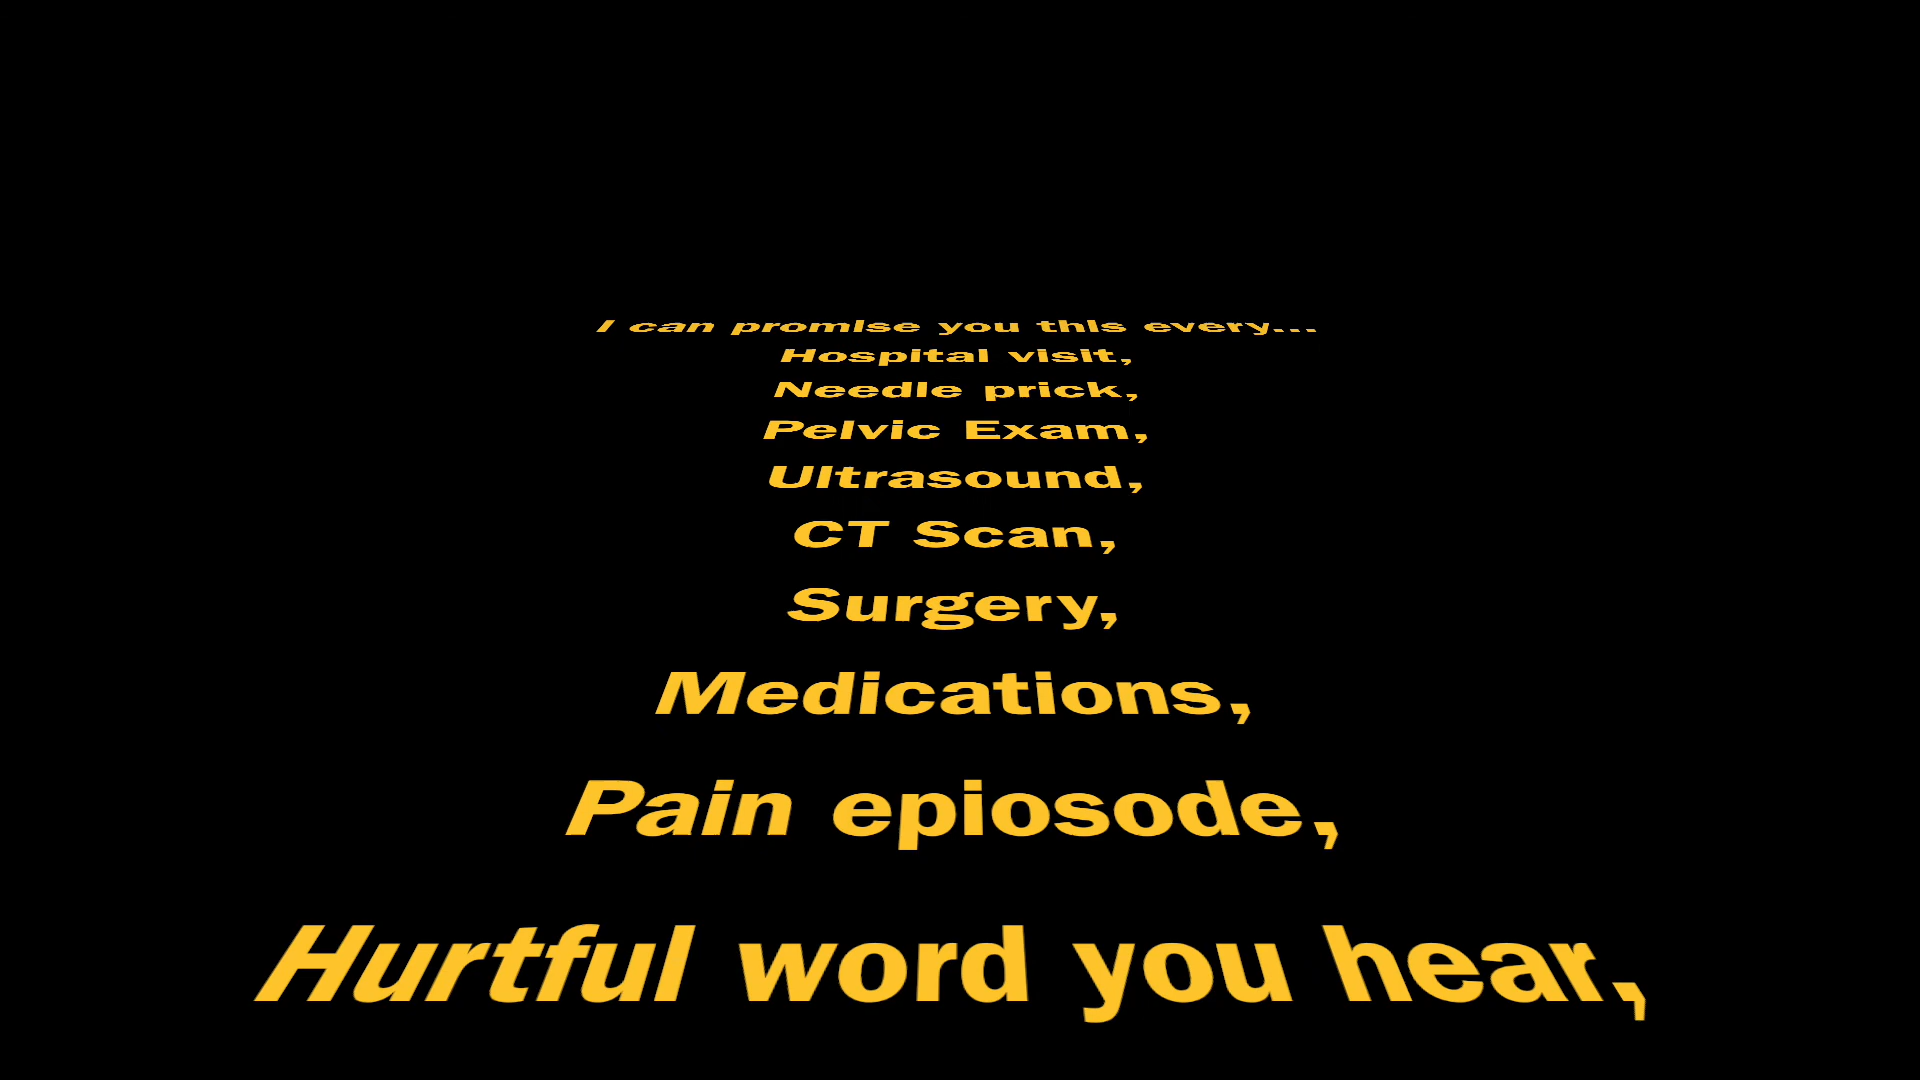 I can promise you this every...
Hospital visit,
Needle prick,
Pelvic Exam,
Ultrasound,
CT Scan,
Surgery,
Medications,
Pain epiosode,
Hurtful word you hear,